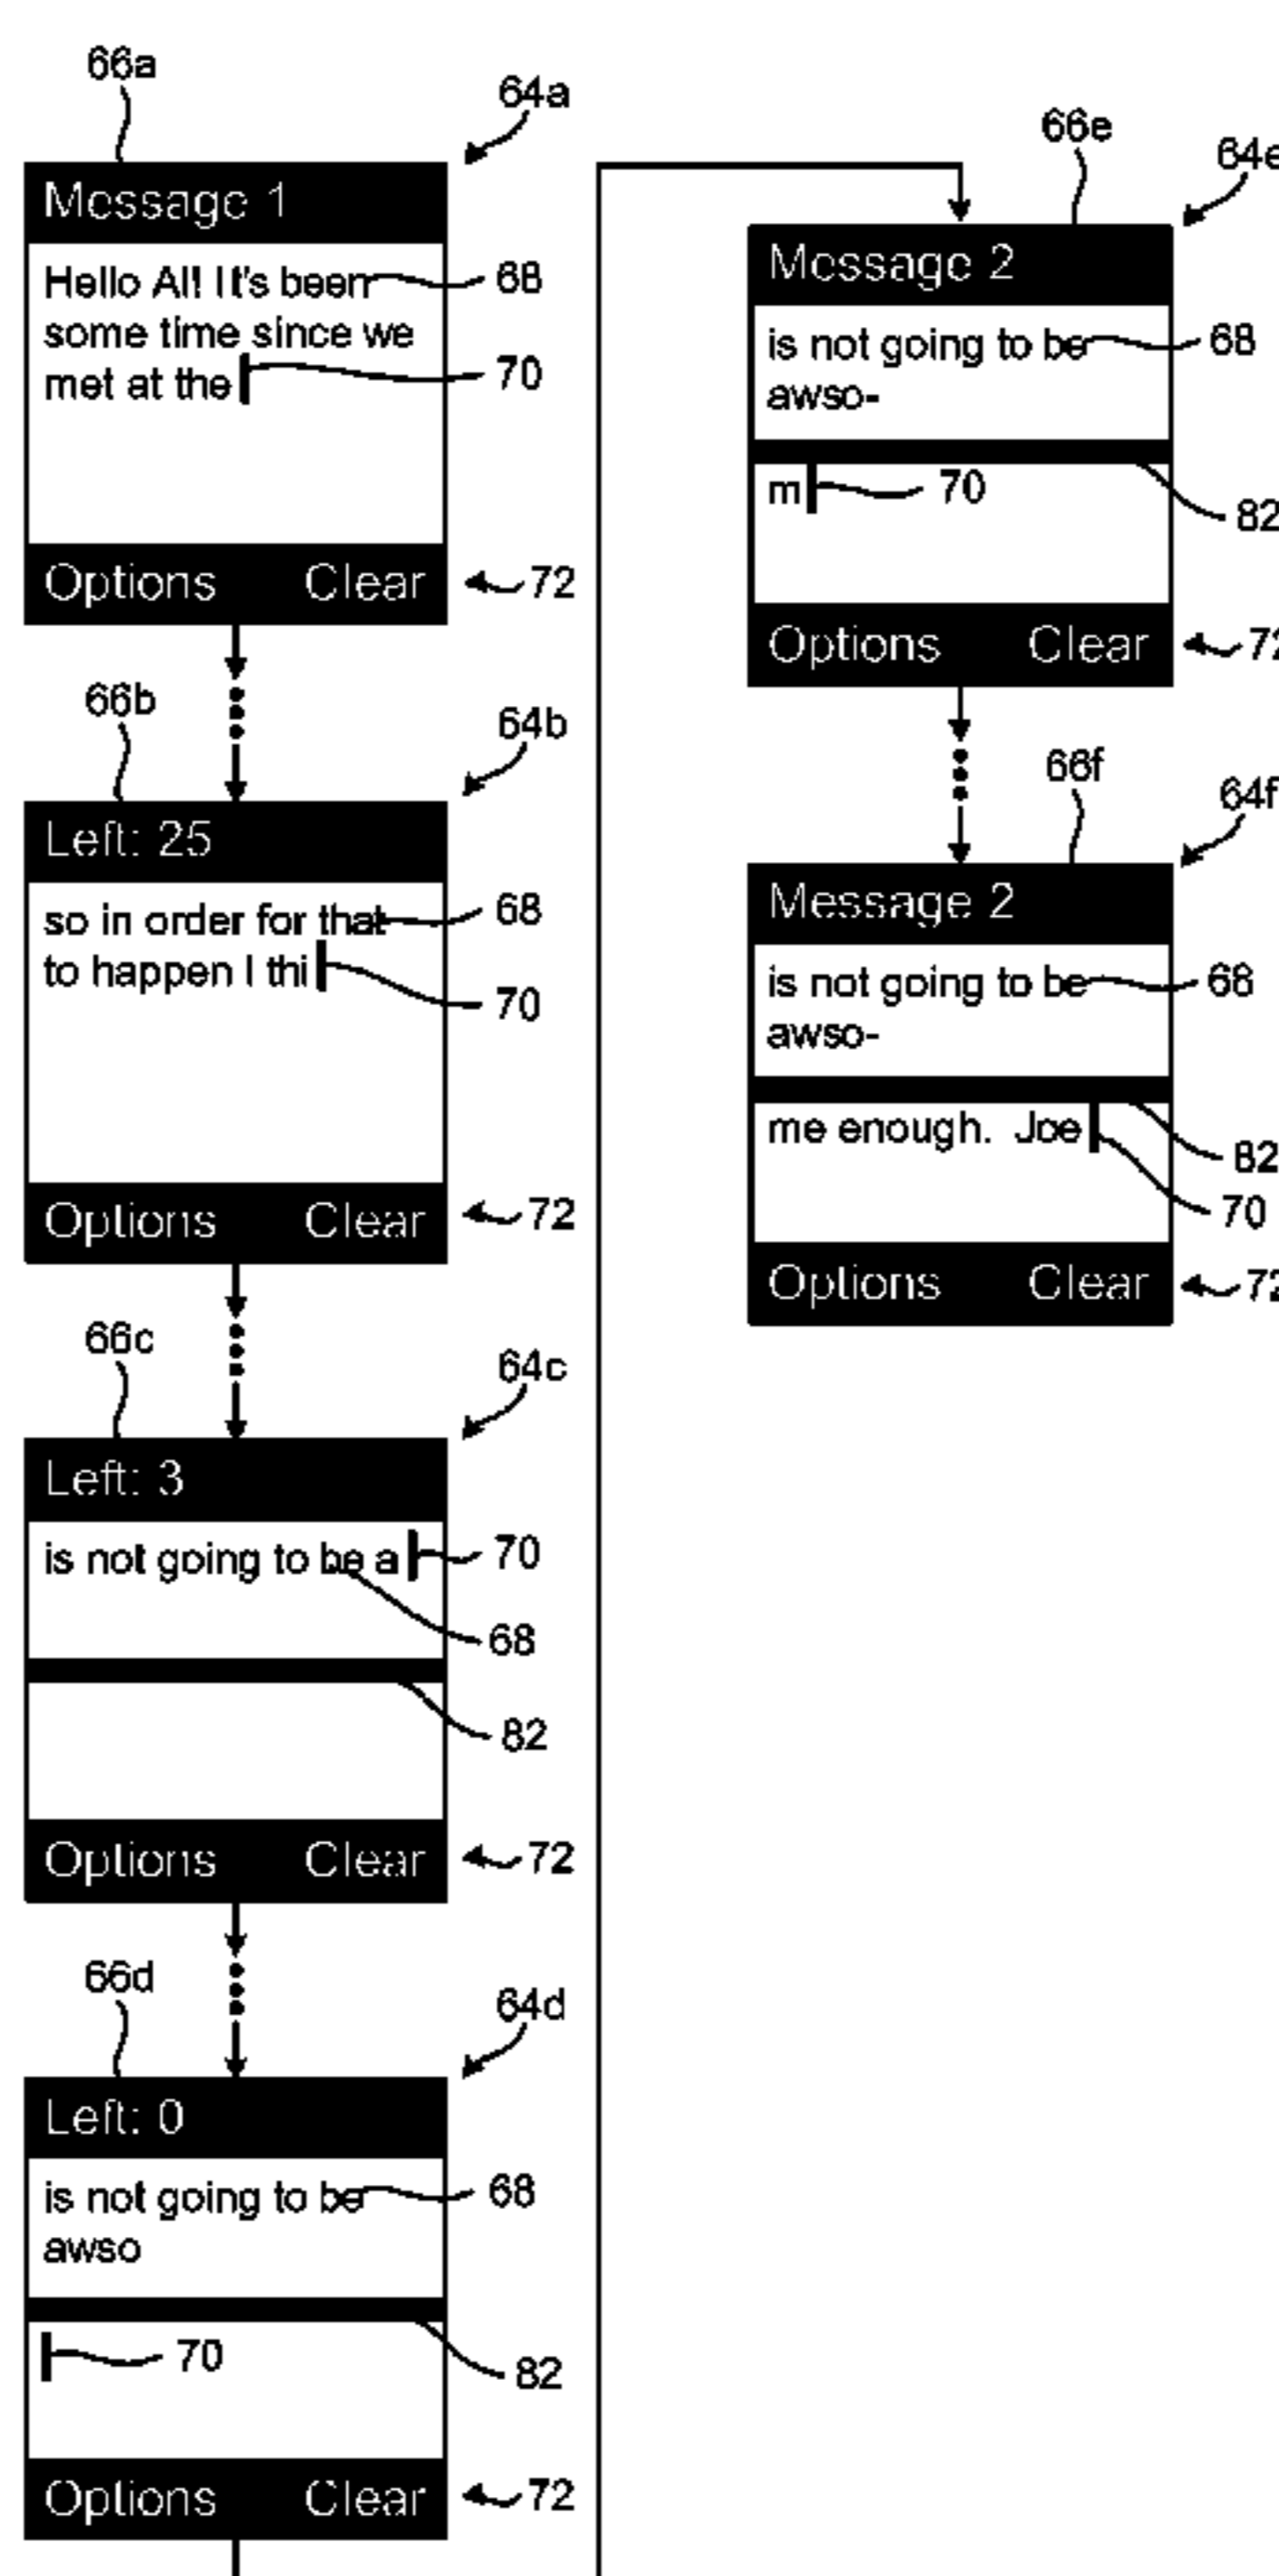 66a
64a
Message 1
Hello Al! It's been
68
some time since we
met at the
70
Options Clear
72
66b
64b
Left: 25
so in order for that
68
to happen I thi
70
Options Clear
72
66c
64c
Left: 3
is not going to be a
70
68
82
Options Clear
72
66d
64d
Left: 0
is not going to be
68
awso
70
82
Options Clear
72
66e
64e
Message 2
is not going to be
68
awso-
m
70
82
Options Clear
72
66f
64f
Message 2
is not going to be
68
awso-
me enough. Joe
82
70
Options Clear
72